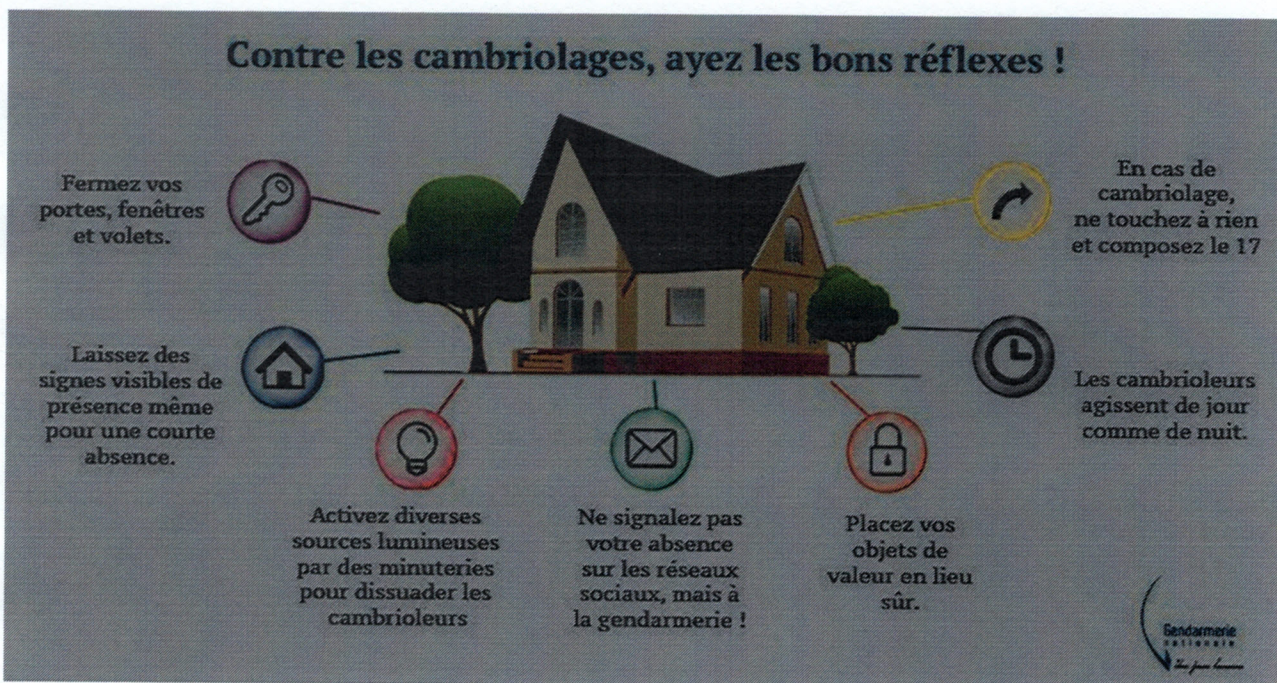 Contre les cambriolages, ayez les bons réflexes !
Fermez vos
portes, fenêtres
et volets.
En cas de
cambriolage,
ne touchez à rien
et composez le 17
Laissez des
signes visibles de
présence même
pour une courte
absence.
Les cambrioleurs
agissent de jour
comme de nuit.
Activez diverses
sources lumineuses
par des minuteries
pour dissuader les
cambrioleurs
Ne signalez pas
votre absence
sur les réseaux
sociaux, mais à
la gendarmerie !
Placez vos
objets de
valeur en lieu
sûr.
Gendarmerie
nationale